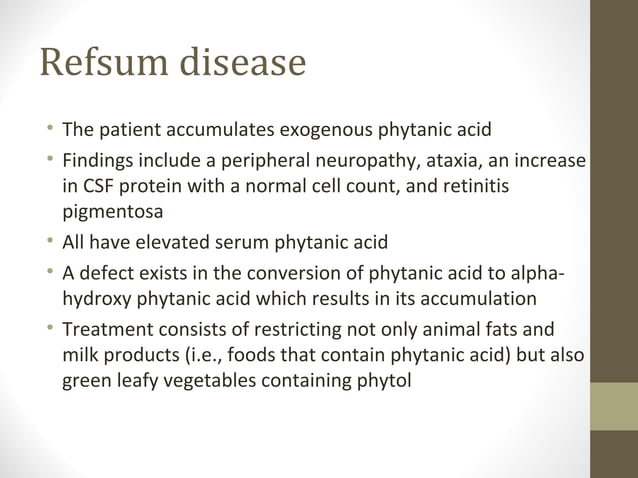 Refsum disease
• The patient accumulates exogenous phytanic acid
• Findings include a peripheral neuropathy, ataxia, an increase
in CSF protein with a normal cell count, and retinitis
pigmentosa
• All have elevated serum phytanic acid
• A defect exists in the conversion of phytanic acid to alpha-
hydroxy phytanic acid which results in its accumulation
• Treatment consists of restricting not only animal fats and
milk products (i.e., foods that contain phytanic acid) but also
green leafy vegetables containing phytol